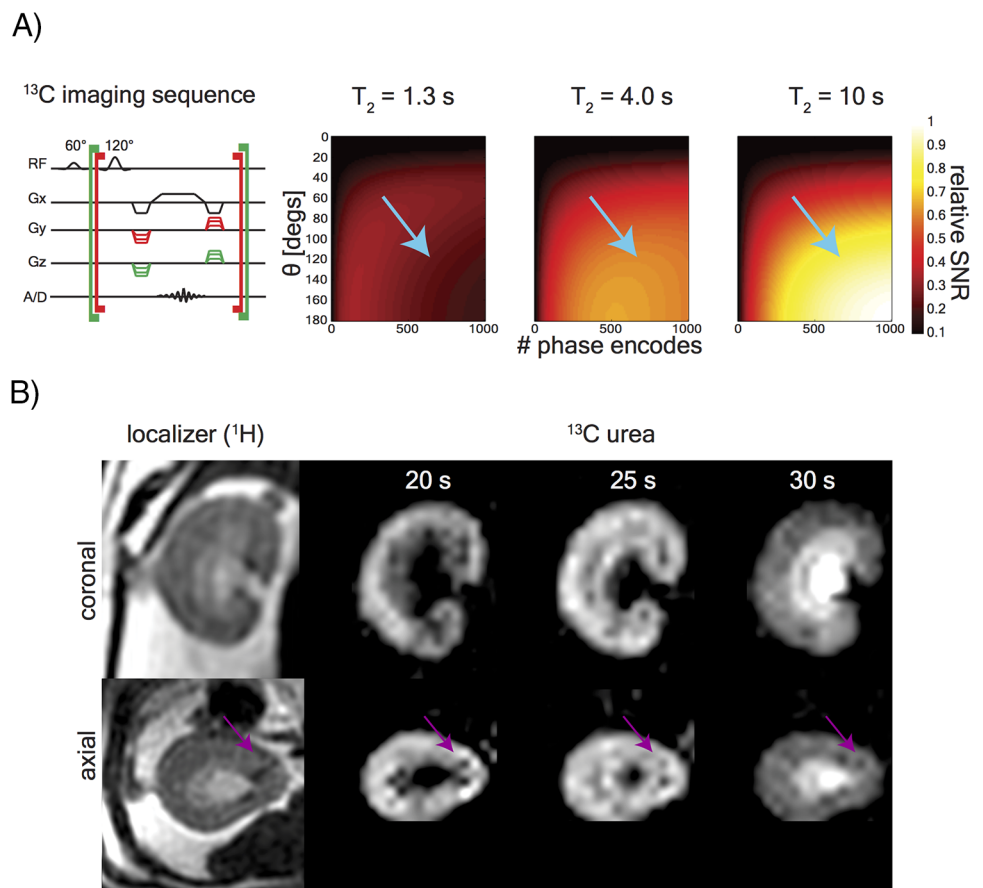 A)
¹³C imaging sequence
T₂ = 1.3 s
T₂ = 4.0 s
T₂ = 10 s
60°
120°
RF
Gx
Gy
Gz
A/D
θ [degs]
0
20
40
60
80
100
120
140
160
180
0
500
1000
0
500
1000
0
500
1000
# phase encodes
1
0.9
0.8
0.7
0.6
0.5
0.4
0.3
0.2
0.1
relative SNR
B)
localizer (¹H)
¹³C urea
20 s
25 s
30 s
coronal
axial